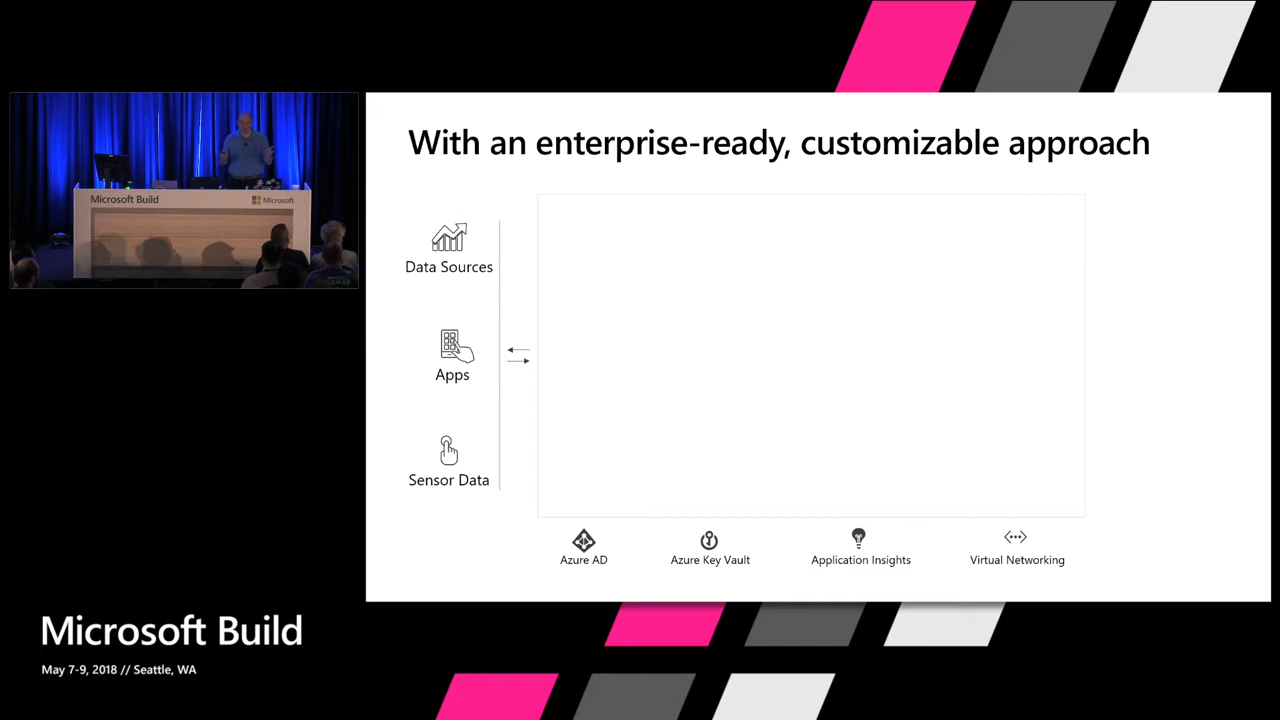 With an enterprise-ready, customizable approach
Microsoft Build
Microsoft
Data Sources
Apps
Sensor Data
Azure AD
Azure Key Vault
Application Insights
Virtual Networking
Microsoft Build
May 7-9, 2018 // Seattle, WA